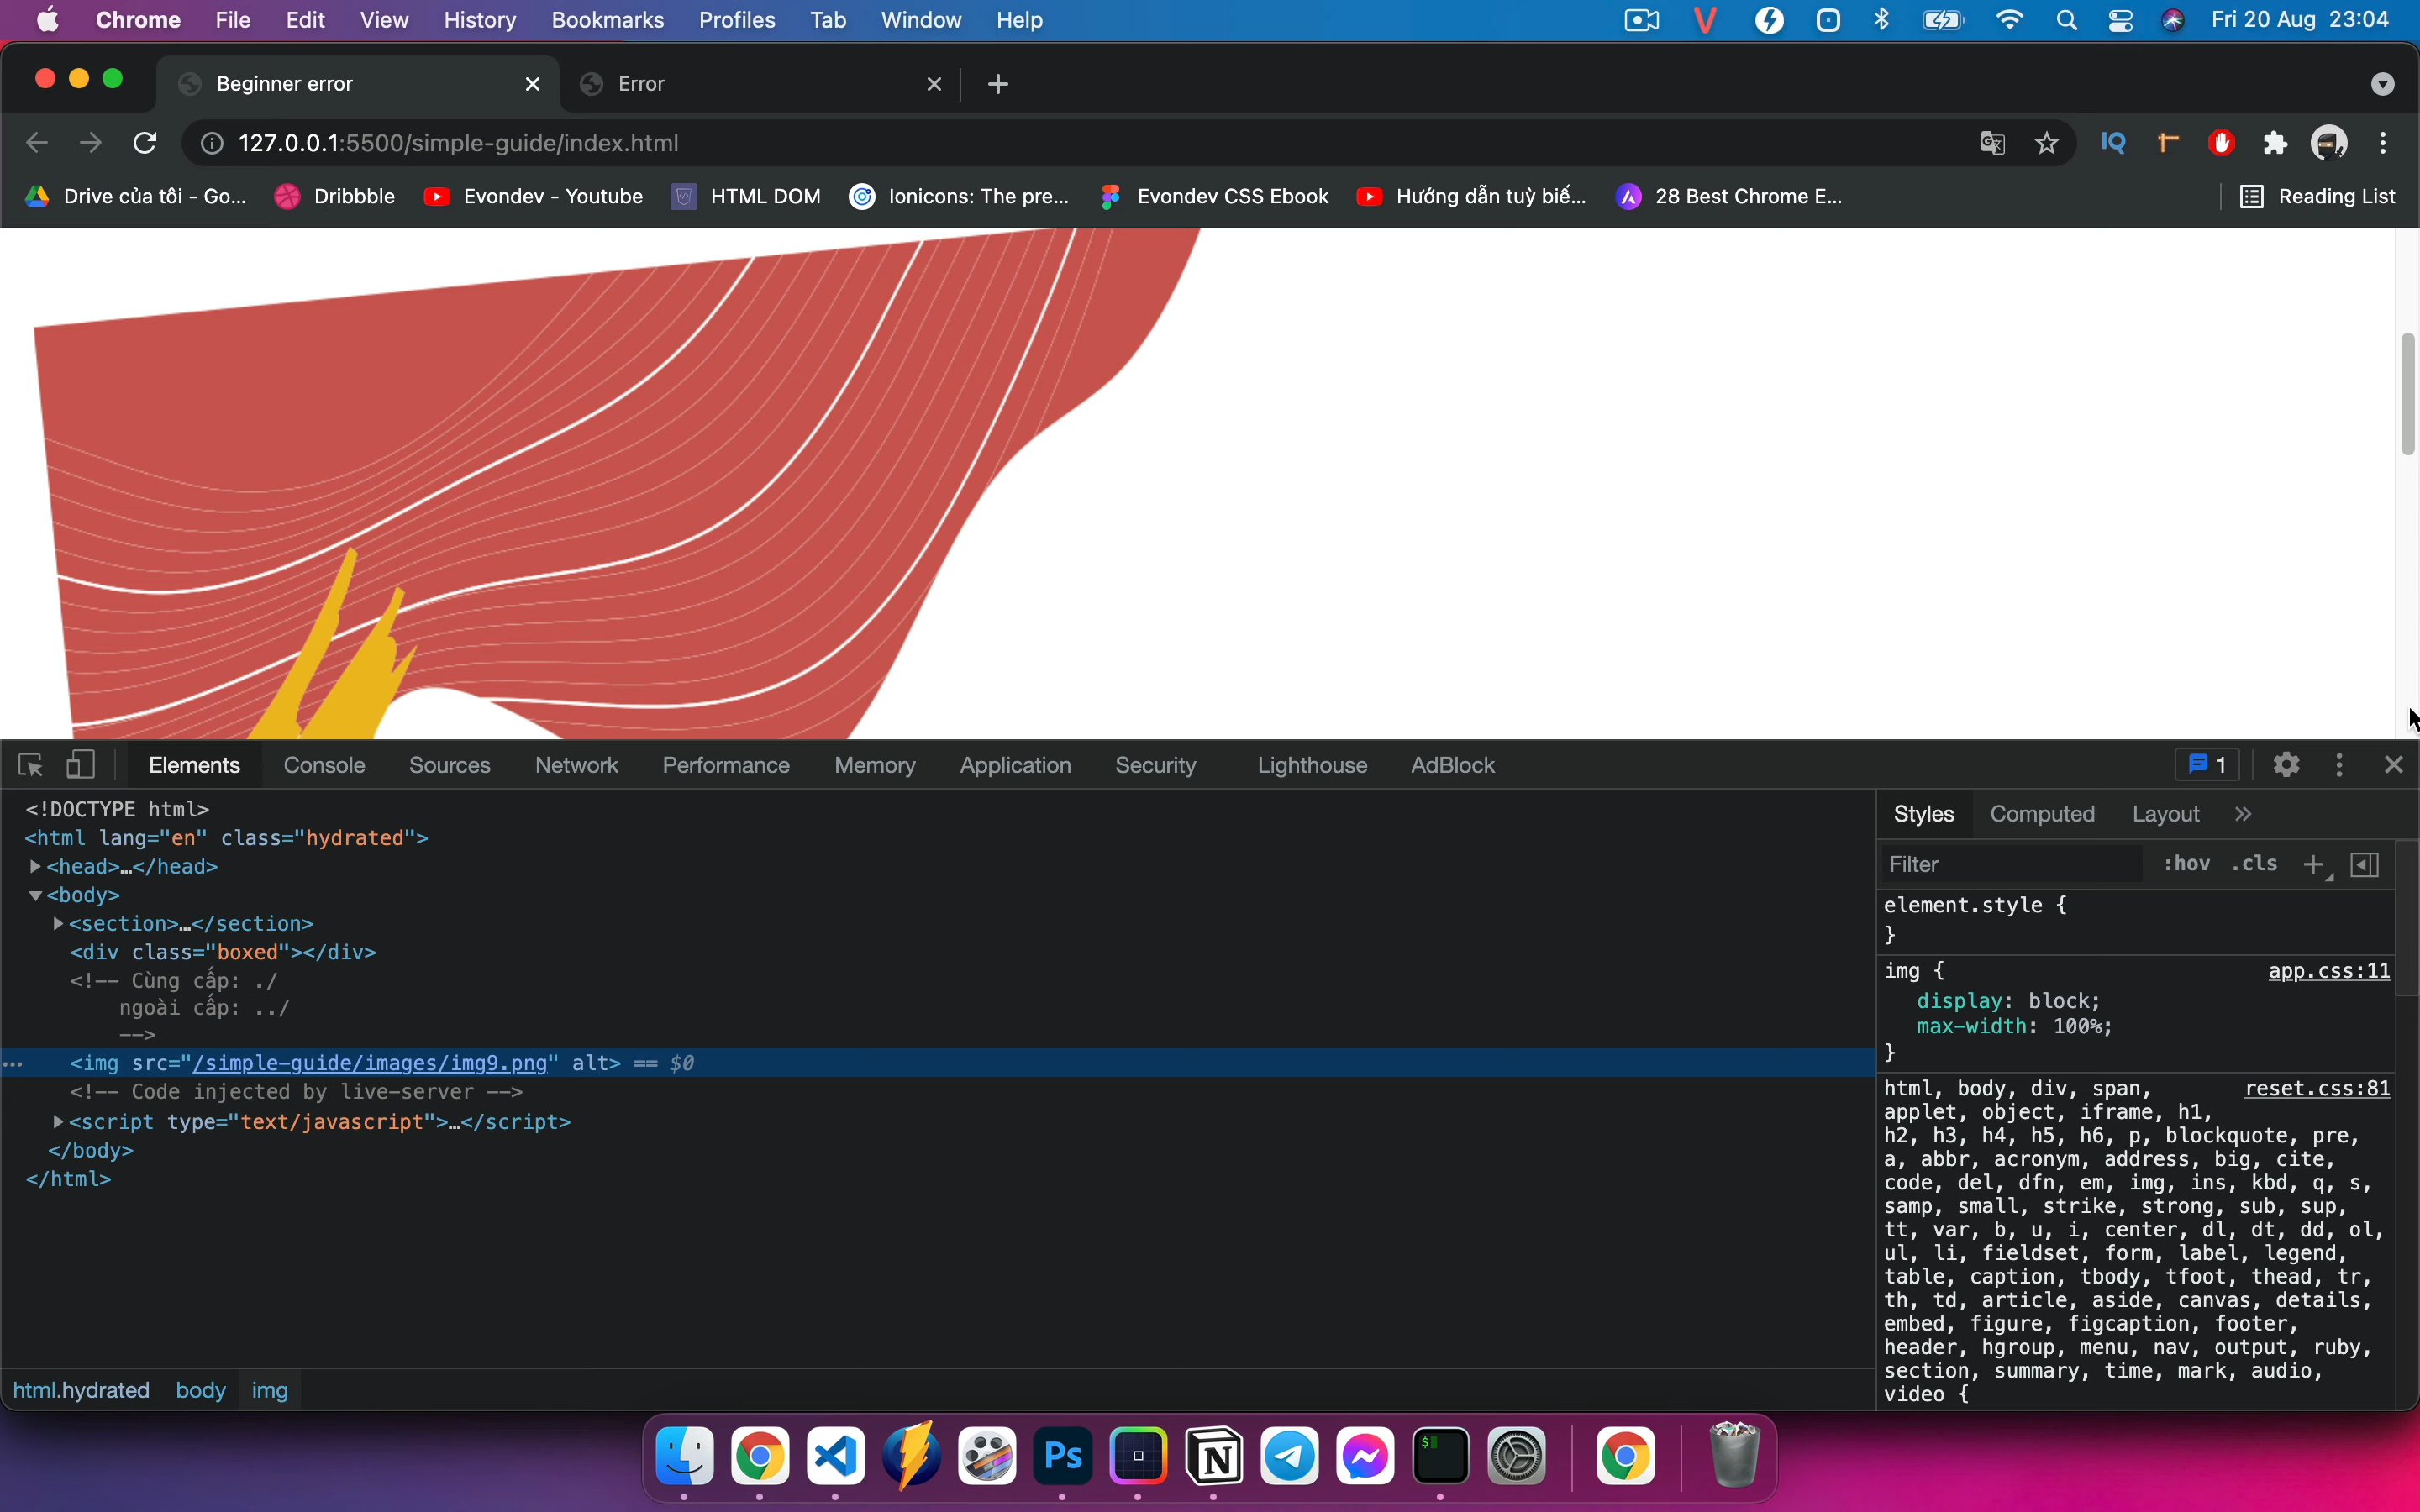 Chrome File Edit View History Bookmarks Profiles Tab Window Help Fri 20 Aug 23:04
Beginner error Error
127.0.0.1:5500/simple-guide/index.html IQ
Drive của tôi - Go... Dribbble Evondev - Youtube HTML DOM Ionicons: The pre... Evondev CSS Ebook Hướng dẫn tuỳ biế... 28 Best Chrome E... Reading List
Elements Console Sources Network Performance Memory Application Security Lighthouse AdBlock 1
<!DOCTYPE html>
<html lang="en" class="hydrated">
<head>…</head>
<body>
<section>…</section>
<div class="boxed"></div>
<!-- Cùng cấp: ./
ngoài cấp: ../
-->
<img src="/simple-guide/images/img9.png" alt> == $0
<!-- Code injected by live-server -->
<script type="text/javascript">…</script>
</body>
</html>
html.hydrated body img
Styles Computed Layout
Filter :hov .cls
element.style {
}
img { app.css:11
display: block;
max-width: 100%;
}
html, body, div, span, reset.css:81
applet, object, iframe, h1,
h2, h3, h4, h5, h6, p, blockquote, pre,
a, abbr, acronym, address, big, cite,
code, del, dfn, em, img, ins, kbd, q, s,
samp, small, strike, strong, sub, sup,
tt, var, b, u, i, center, dl, dt, dd, ol,
ul, li, fieldset, form, label, legend,
table, caption, tbody, tfoot, thead, tr,
th, td, article, aside, canvas, details,
embed, figure, figcaption, footer,
header, hgroup, menu, nav, output, ruby,
section, summary, time, mark, audio,
video {
Ps
$